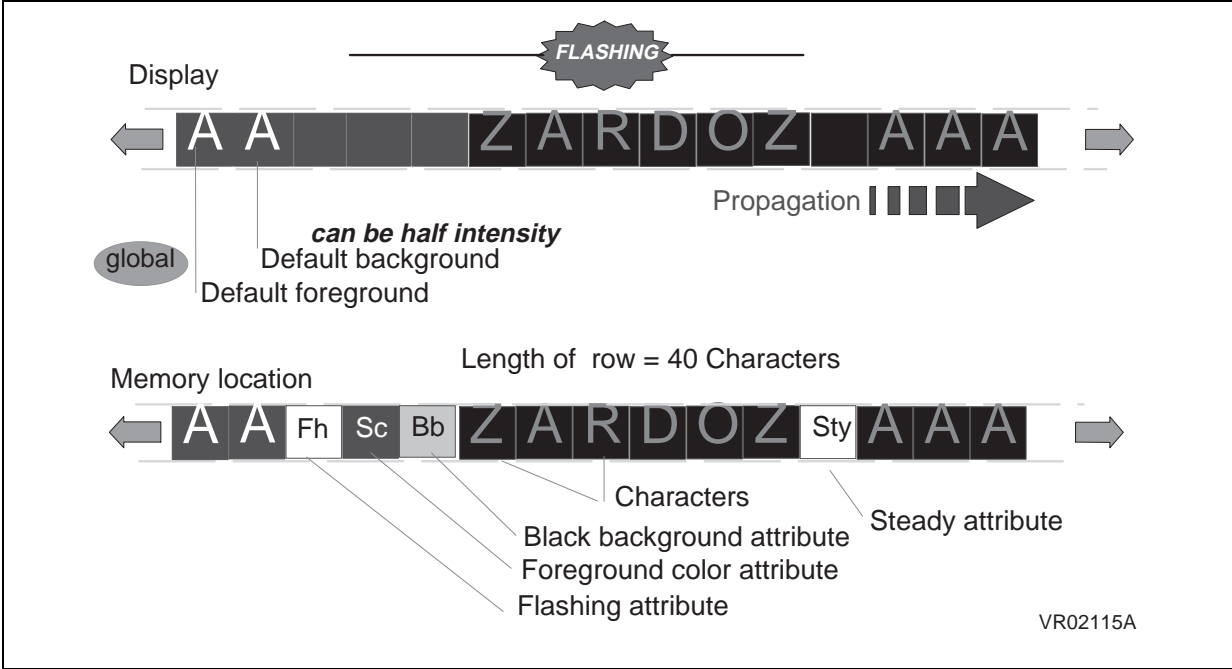 FLASHING
Display
A A Z A R D O Z A A A
Propagation
can be half intensity
global
Default background
Default foreground
Length of row = 40 Characters
Memory location
A A Fh Sc Bb Z A R D O Z Sty A A A
Characters
Steady attribute
Black background attribute
Foreground color attribute
Flashing attribute
VR02115A